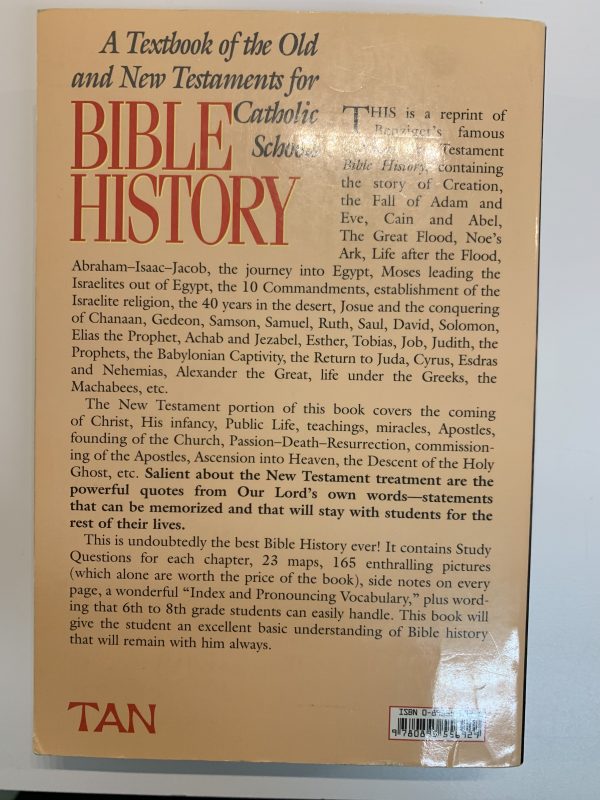 A Textbook of the Old
and New Testaments for
Catholic
Schools
BIBLE
HISTORY
THIS is a reprint of
Benziger's famous
Testament
Bible History, containing
the story of Creation,
the Fall of Adam and
Eve, Cain and Abel,
The Great Flood, Noe's
Ark, Life after the Flood,
Abraham–Isaac–Jacob, the journey into Egypt, Moses leading the
Israelites out of Egypt, the 10 Commandments, establishment of the
Israelite religion, the 40 years in the desert, Josue and the conquering
of Chanaan, Gedeon, Samson, Samuel, Ruth, Saul, David, Solomon,
Elias the Prophet, Achab and Jezabel, Esther, Tobias, Job, Judith, the
Prophets, the Babylonian Captivity, the Return to Juda, Cyrus, Esdras
and Nehemias, Alexander the Great, life under the Greeks, the
Machabees, etc.
The New Testament portion of this book covers the coming
of Christ, His infancy, Public Life, teachings, miracles, Apostles,
founding of the Church, Passion–Death–Resurrection, commission-
ing of the Apostles, Ascension into Heaven, the Descent of the Holy
Ghost, etc. Salient about the New Testament treatment are the
powerful quotes from Our Lord's own words—statements
that can be memorized and that will stay with students for the
rest of their lives.
This is undoubtedly the best Bible History ever! It contains Study
Questions for each chapter, 23 maps, 165 enthralling pictures
(which alone are worth the price of the book), side notes on every
page, a wonderful “Index and Pronouncing Vocabulary,” plus word-
ing that 6th to 8th grade students can easily handle. This book will
give the student an excellent basic understanding of Bible history
that will remain with him always.
TAN
ISBN
9 780895 556929